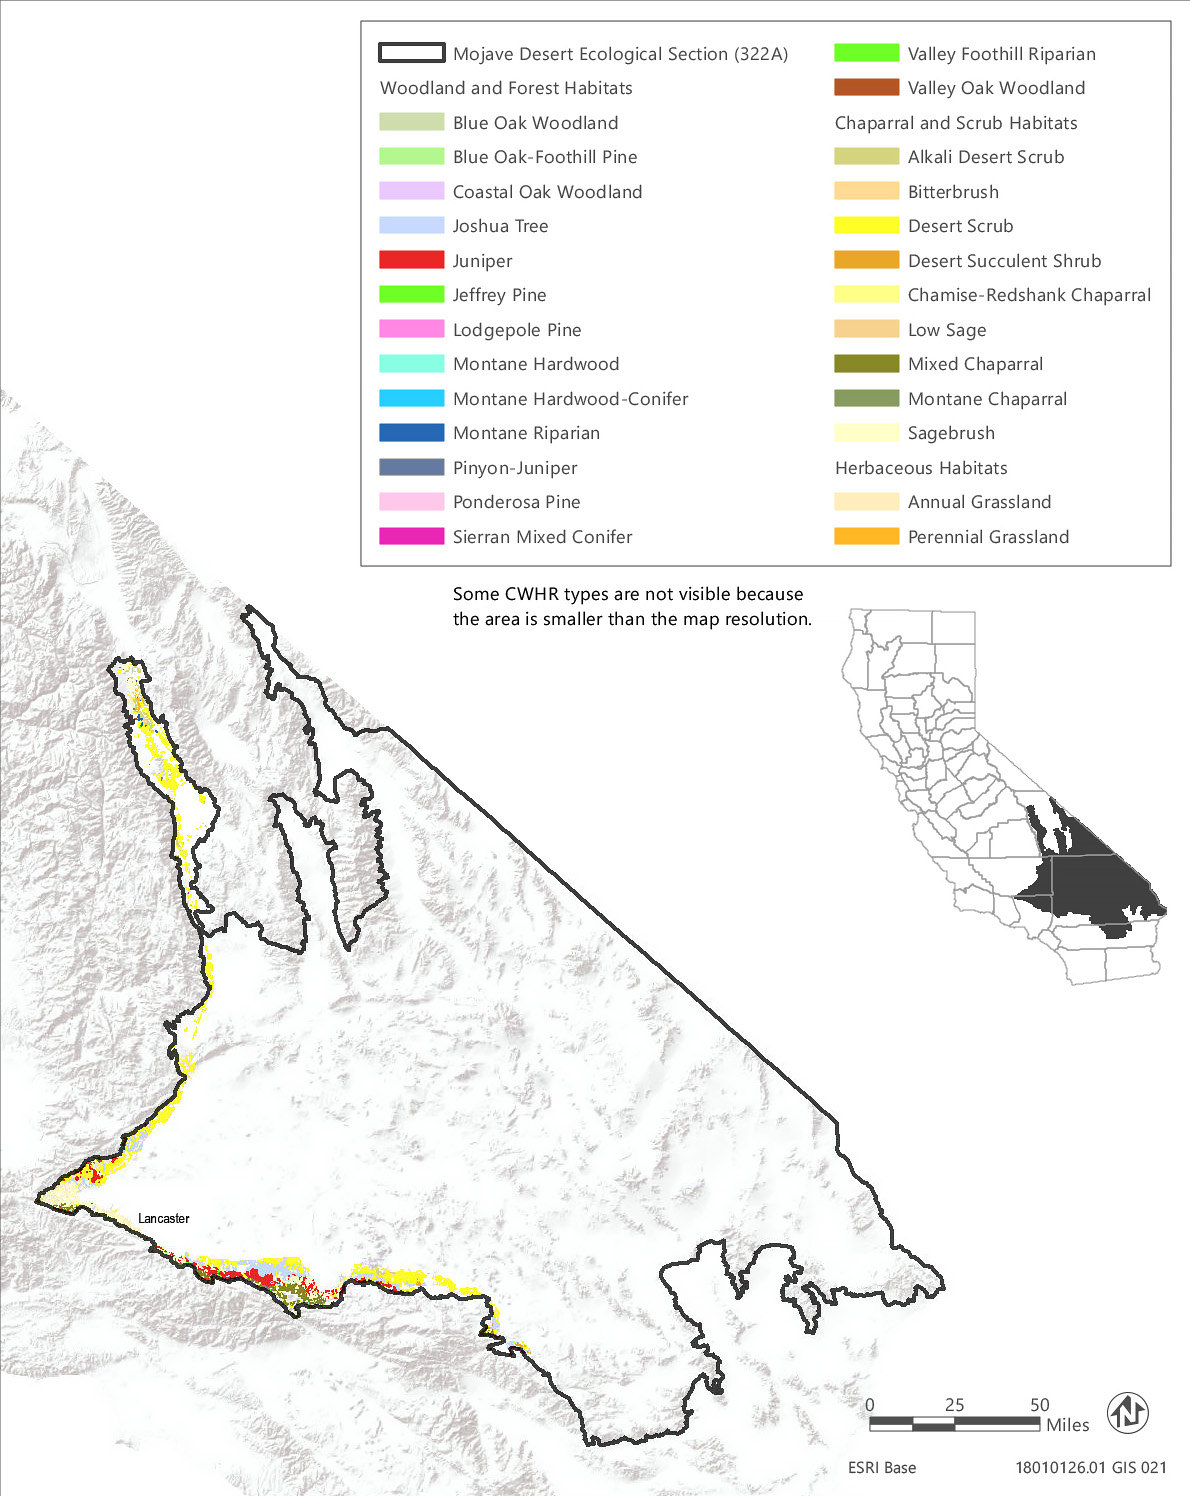 Mojave Desert Ecological Section (322A)
Woodland and Forest Habitats
Blue Oak Woodland
Blue Oak-Foothill Pine
Coastal Oak Woodland
Joshua Tree
Juniper
Jeffrey Pine
Lodgepole Pine
Montane Hardwood
Montane Hardwood-Conifer
Montane Riparian
Pinyon-Juniper
Ponderosa Pine
Sierran Mixed Conifer
Valley Foothill Riparian
Valley Oak Woodland
Chaparral and Scrub Habitats
Alkali Desert Scrub
Bitterbrush
Desert Scrub
Desert Succulent Shrub
Chamise-Redshank Chaparral
Low Sage
Mixed Chaparral
Montane Chaparral
Sagebrush
Herbaceous Habitats
Annual Grassland
Perennial Grassland
Some CWHR types are not visible because
the area is smaller than the map resolution.
Lancaster
0 25 50
Miles
N
ESRI Base
18010126.01 GIS 021